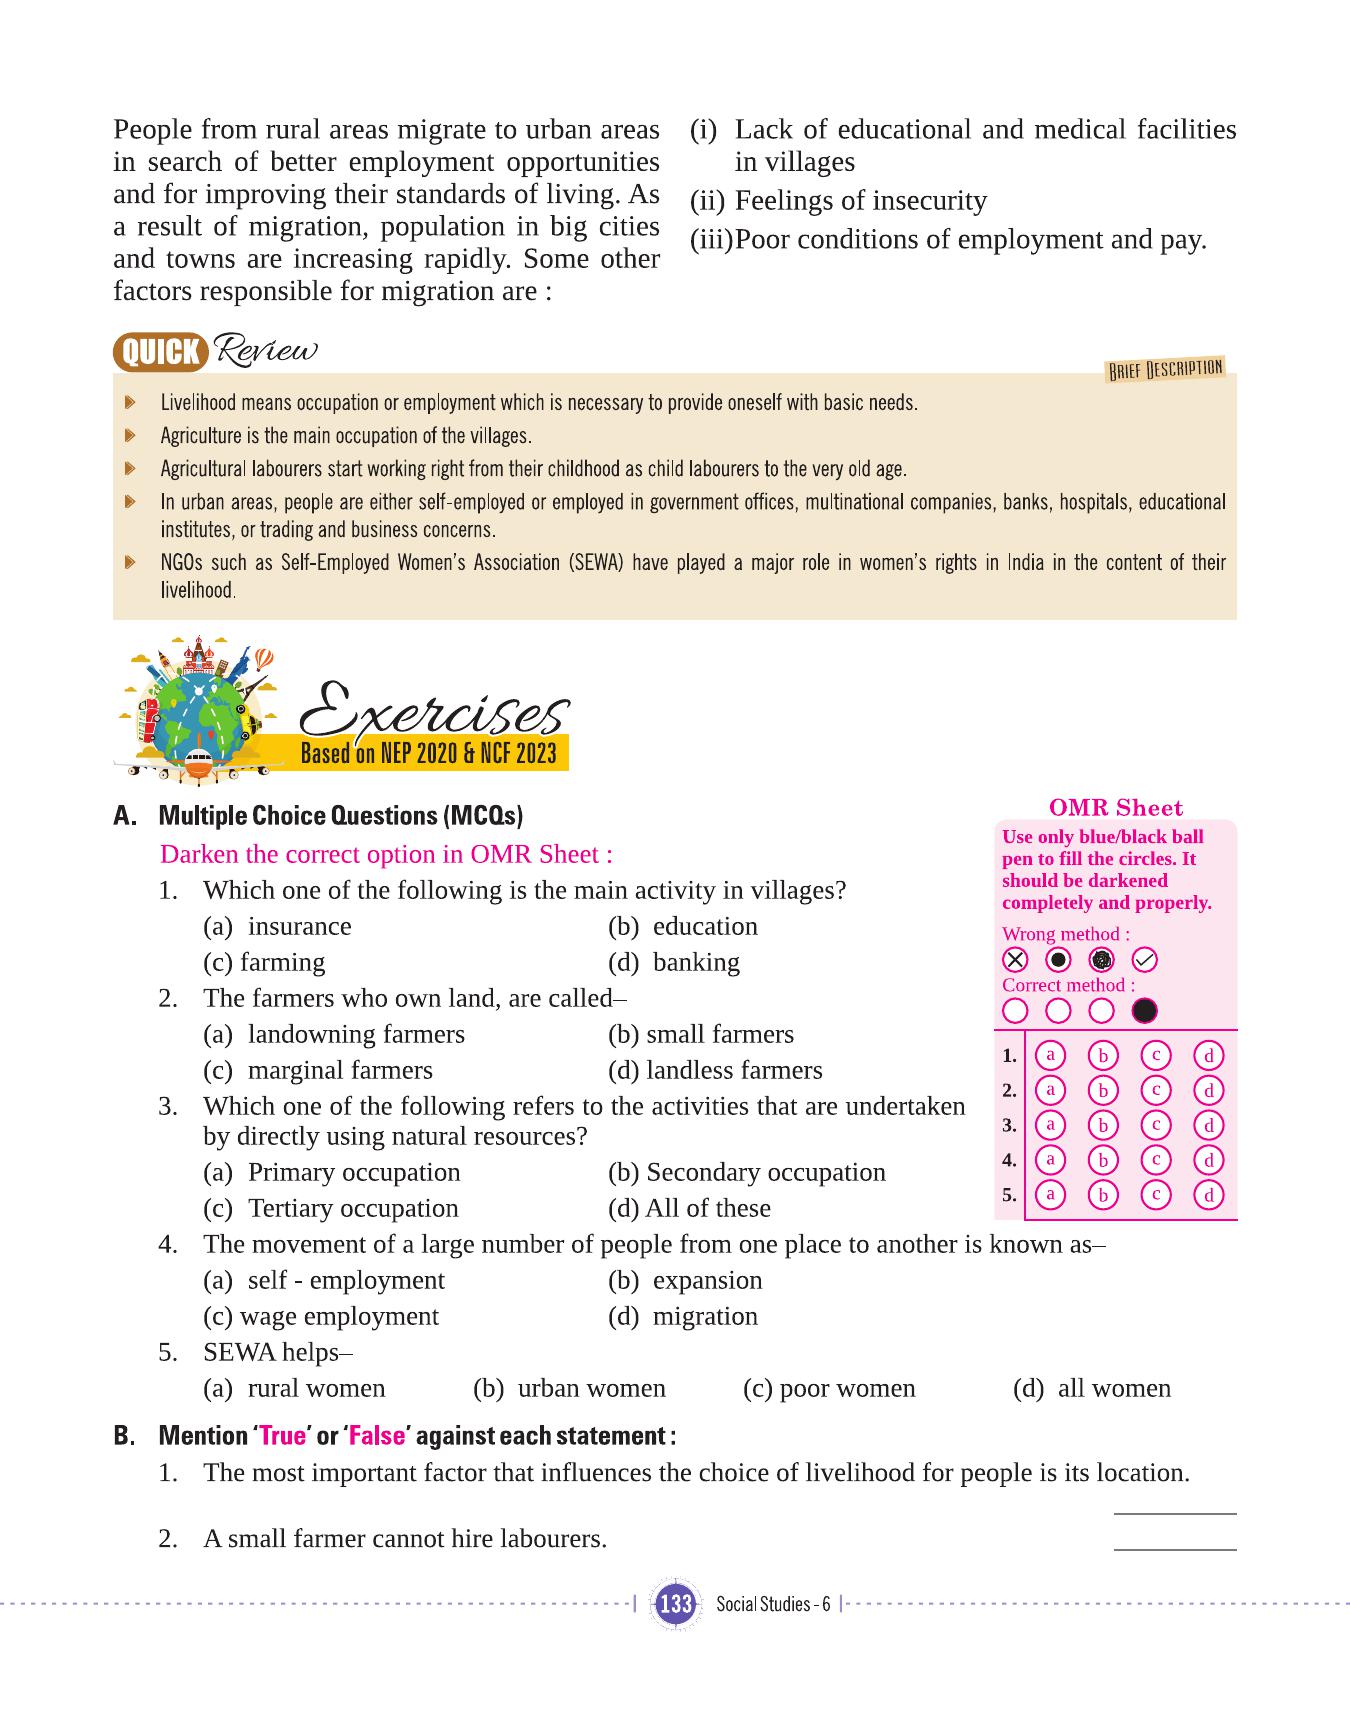 People from rural areas migrate to urban areas
in search of better employment opportunities
and for improving their standards of living. As
a result of migration, population in big cities
and towns are increasing rapidly. Some other
factors responsible for migration are :
(i) Lack of educational and medical facilities
in villages
(ii) Feelings of insecurity
(iii)Poor conditions of employment and pay.
QUICK Review
BRIEF DESCRIPTION
Livelihood means occupation or employment which is necessary to provide oneself with basic needs.
Agriculture is the main occupation of the villages.
Agricultural labourers start working right from their childhood as child labourers to the very old age.
In urban areas, people are either self-employed or employed in government offices, multinational companies, banks, hospitals, educational
institutes, or trading and business concerns.
NGOs such as Self-Employed Women's Association (SEWA) have played a major role in women's rights in India in the content of their
livelihood.
Exercises
Based on NEP 2020 & NCF 2023
A. Multiple Choice Questions (MCQs)
Darken the correct option in OMR Sheet :
1. Which one of the following is the main activity in villages?
(a) insurance (b) education
(c) farming (d) banking
2. The farmers who own land, are called–
(a) landowning farmers (b) small farmers
(c) marginal farmers (d) landless farmers
3. Which one of the following refers to the activities that are undertaken
by directly using natural resources?
(a) Primary occupation (b) Secondary occupation
(c) Tertiary occupation (d) All of these
4. The movement of a large number of people from one place to another is known as–
(a) self - employment (b) expansion
(c) wage employment (d) migration
5. SEWA helps–
(a) rural women (b) urban women (c) poor women (d) all women
OMR Sheet
Use only blue/black ball
pen to fill the circles. It
should be darkened
completely and properly.
Wrong method :
Correct method :
1. a b c d
2. a b c d
3. a b c d
4. a b c d
5. a b c d
B. Mention 'True' or 'False' against each statement :
1. The most important factor that influences the choice of livelihood for people is its location.
2. A small farmer cannot hire labourers.
133 Social Studies - 6